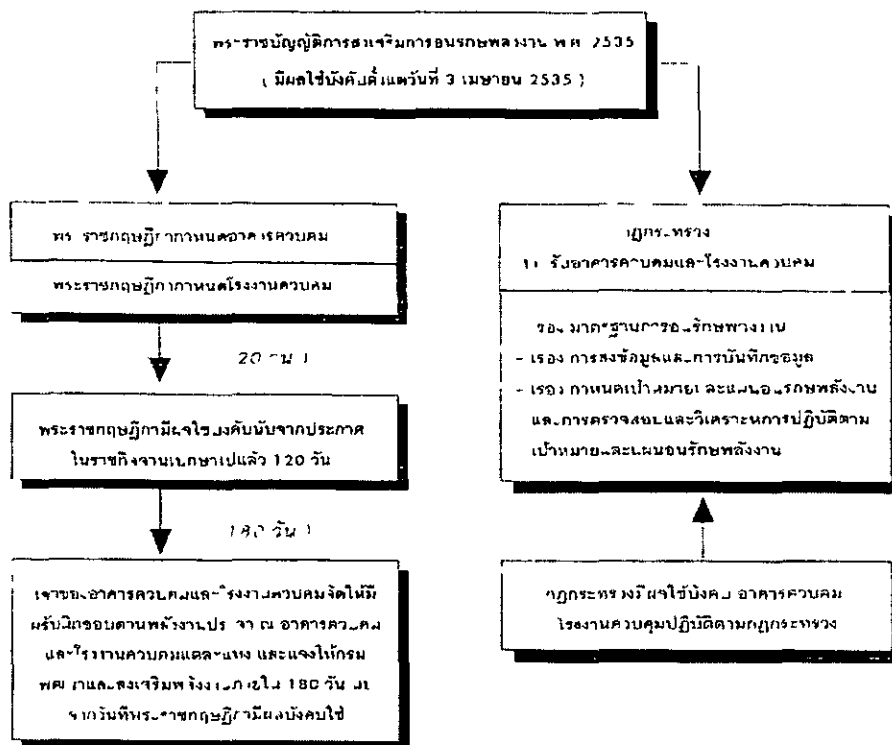 พระราชบัญญัติการส่งเสริมการอนุรักษ์พลังงาน พ.ศ. 2535
( มีผลใช้บังคับตั้งแต่วันที่ 3 เมษายน 2535 )
พระราชกฤษฎีกากำหนดอาคารควบคุม
พระราชกฤษฎีกากำหนดโรงงานควบคุม
20 วัน
พระราชกฤษฎีกามีผลใช้บังคับนับจากประกาศ
ในราชกิจจานุเบกษาไปแล้ว 120 วัน
180 วัน
เจ้าของอาคารควบคุมและโรงงานควบคุมจัดให้มี
ผู้รับผิดชอบด้านพลังงานประจำ ณ อาคารควบคุม
และโรงงานควบคุมแต่ละแห่ง และแจ้งให้กรม
พัฒนาและส่งเสริมพลังงานภายใน 180 วัน นับ
จากวันที่พระราชกฤษฎีกามีผลบังคับใช้
กฎกระทรวง
สำหรับอาคารควบคุมและโรงงานควบคุม
เรื่อง มาตรฐานการอนุรักษ์พลังงาน
- เรื่อง การส่งข้อมูลและการบันทึกข้อมูล
- เรื่อง กำหนดเป้าหมายและแผนอนุรักษ์พลังงาน
และการตรวจสอบและวิเคราะห์การปฏิบัติตาม
เป้าหมายและแผนอนุรักษ์พลังงาน
กฎกระทรวงมีผลใช้บังคับ อาคารควบคุม
โรงงานควบคุมปฏิบัติตามกฎกระทรวง